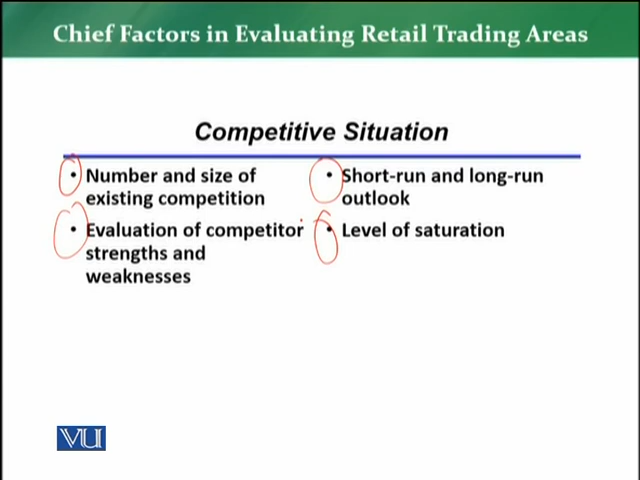 Chief Factors in Evaluating Retail Trading Areas
Competitive Situation
• Number and size of
existing competition
• Evaluation of competitor
strengths and
weaknesses
• Short-run and long-run
outlook
• Level of saturation
VU